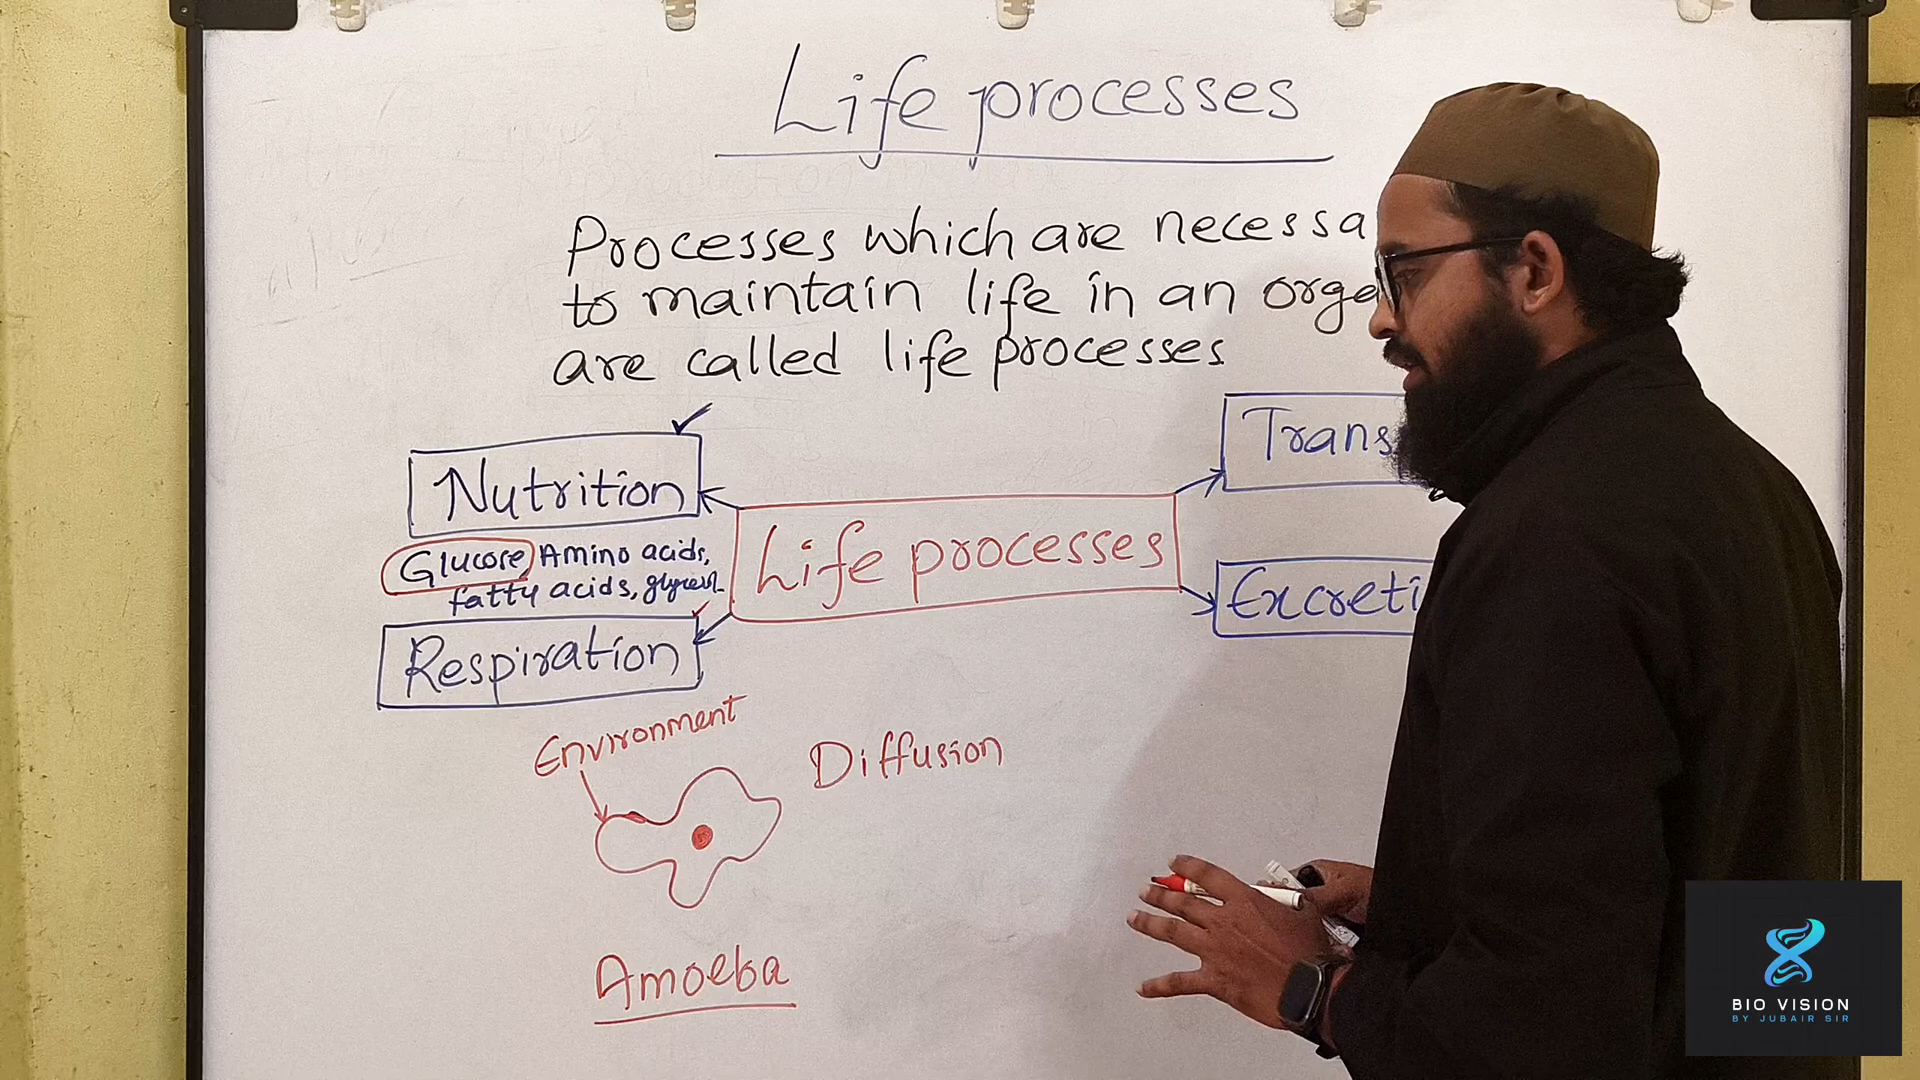 Life processes
Processes which are necessa
to maintain life in an orga
are called life processes
Nutrition
Trans
Glucose, Amino acids,
fatty acids, glycerol
Life processes
Excreti
Respiration
Environment
Diffusion
Amoeba
BIO VISION
BY JUBAIR SIR